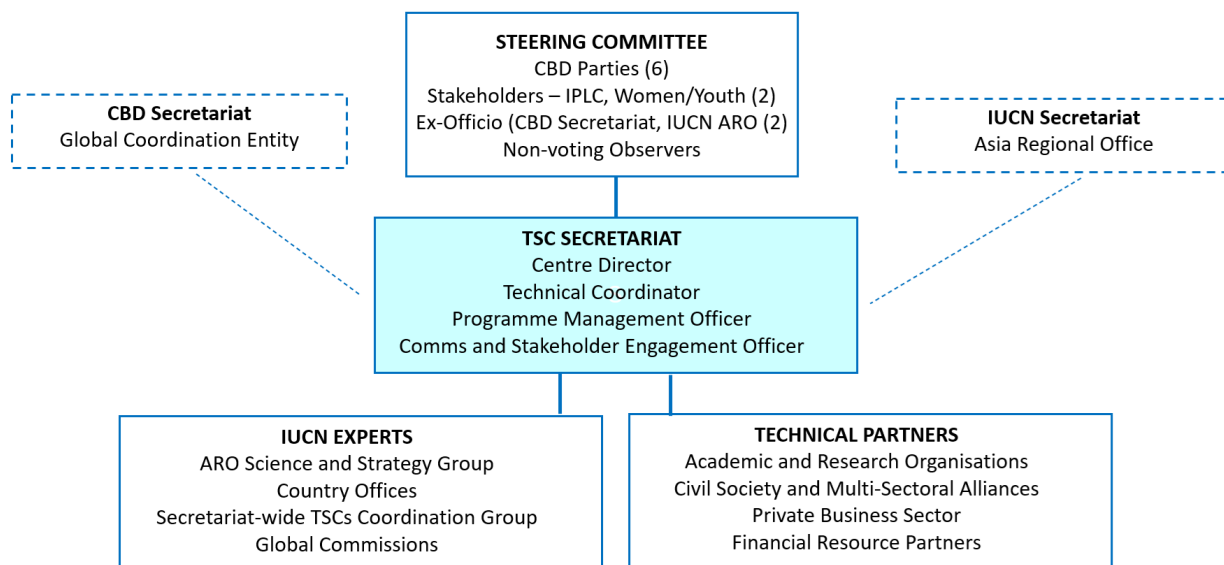 STEERING COMMITTEE
CBD Parties (6)
Stakeholders – IPLC, Women/Youth (2)
Ex-Officio (CBD Secretariat, IUCN ARO (2)
Non-voting Observers
CBD Secretariat
Global Coordination Entity
IUCN Secretariat
Asia Regional Office
TSC SECRETARIAT
Centre Director
Technical Coordinator
Programme Management Officer
Comms and Stakeholder Engagement Officer
IUCN EXPERTS
ARO Science and Strategy Group
Country Offices
Secretariat-wide TSCs Coordination Group
Global Commissions
TECHNICAL PARTNERS
Academic and Research Organisations
Civil Society and Multi-Sectoral Alliances
Private Business Sector
Financial Resource Partners